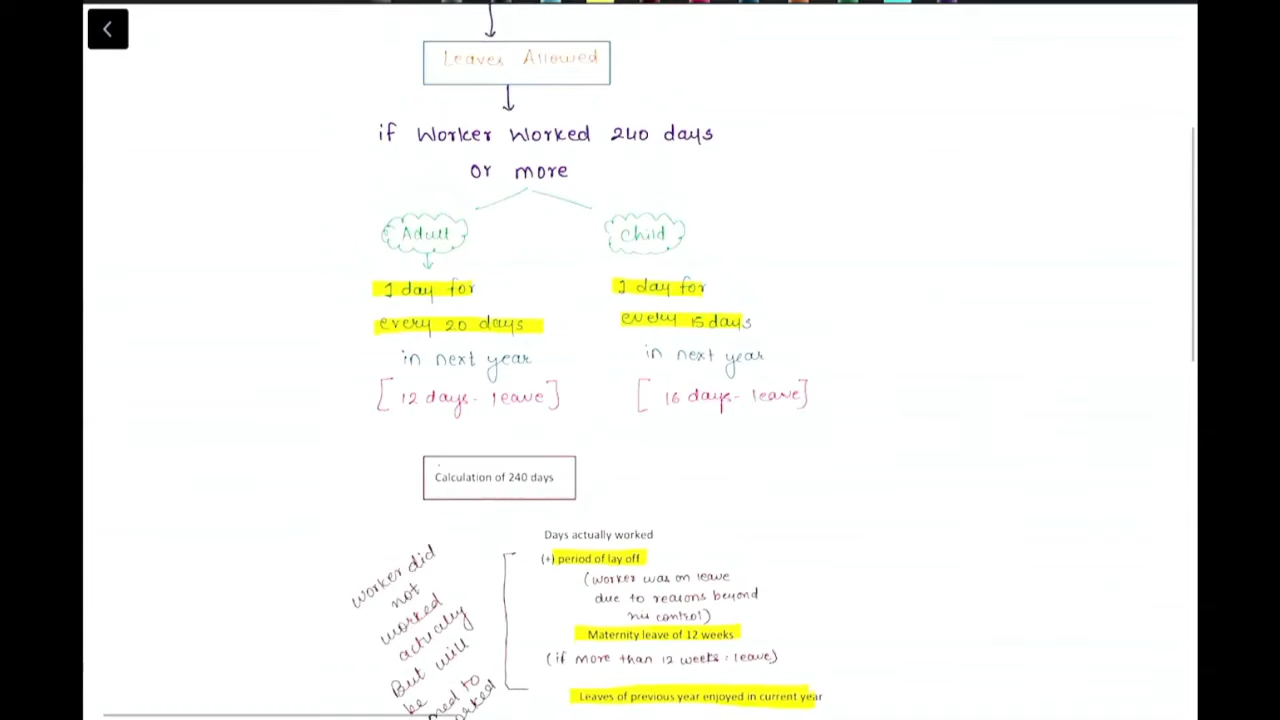 Leaves Allowed
if Worker Worked 240 days
or more
Adult
Child
1 day for
every 20 days
in next year
[12 days - leave]
1 day for
every 15 days
in next year
[16 days - leave]
Calculation of 240 days
Days actually worked
(+) period of lay off
(worker was on leave
due to reasons beyond
his control)
Maternity leave of 12 weeks
(if more than 12 weeks : leave)
Leaves of previous year enjoyed in current year
worker did
not
worked
actually
But will
be